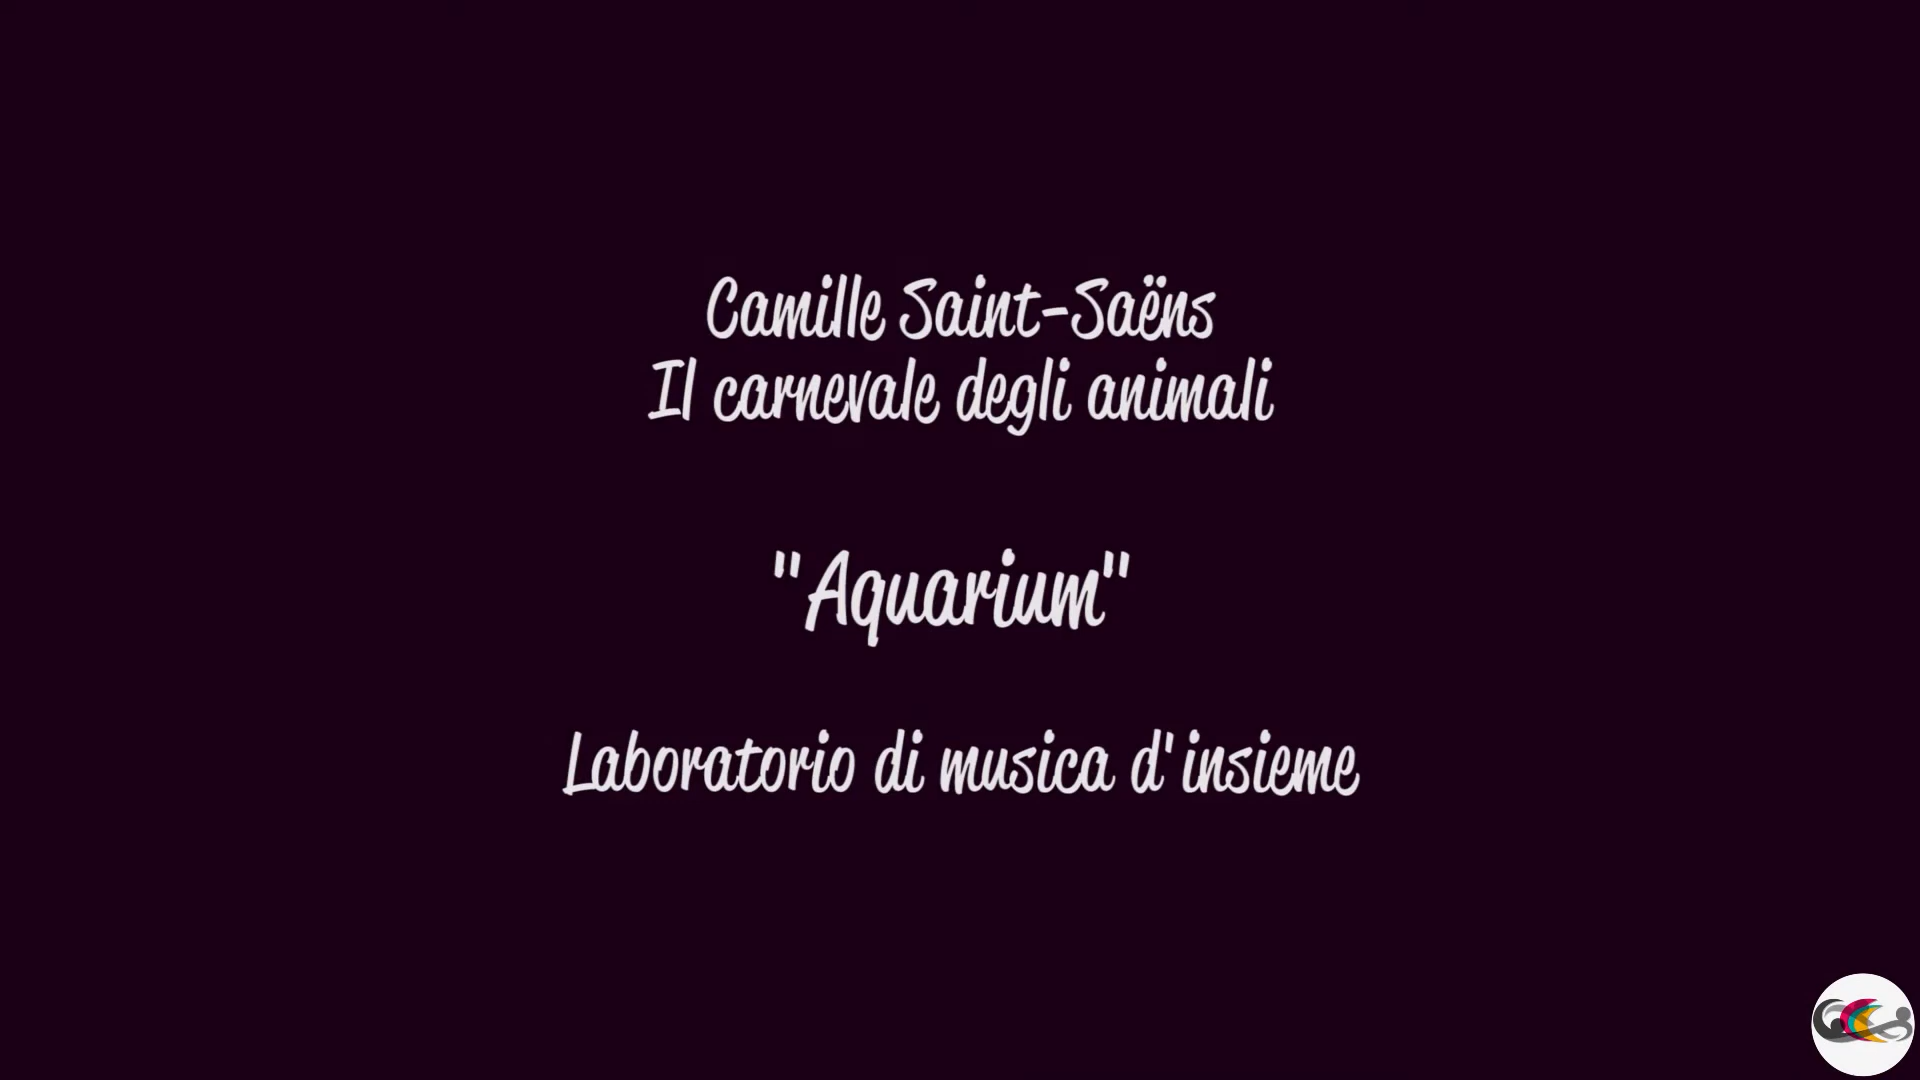 Camille Saint-Saëns
Il carnevale degli animali
"Aquarium"
Laboratorio di musica d'insieme